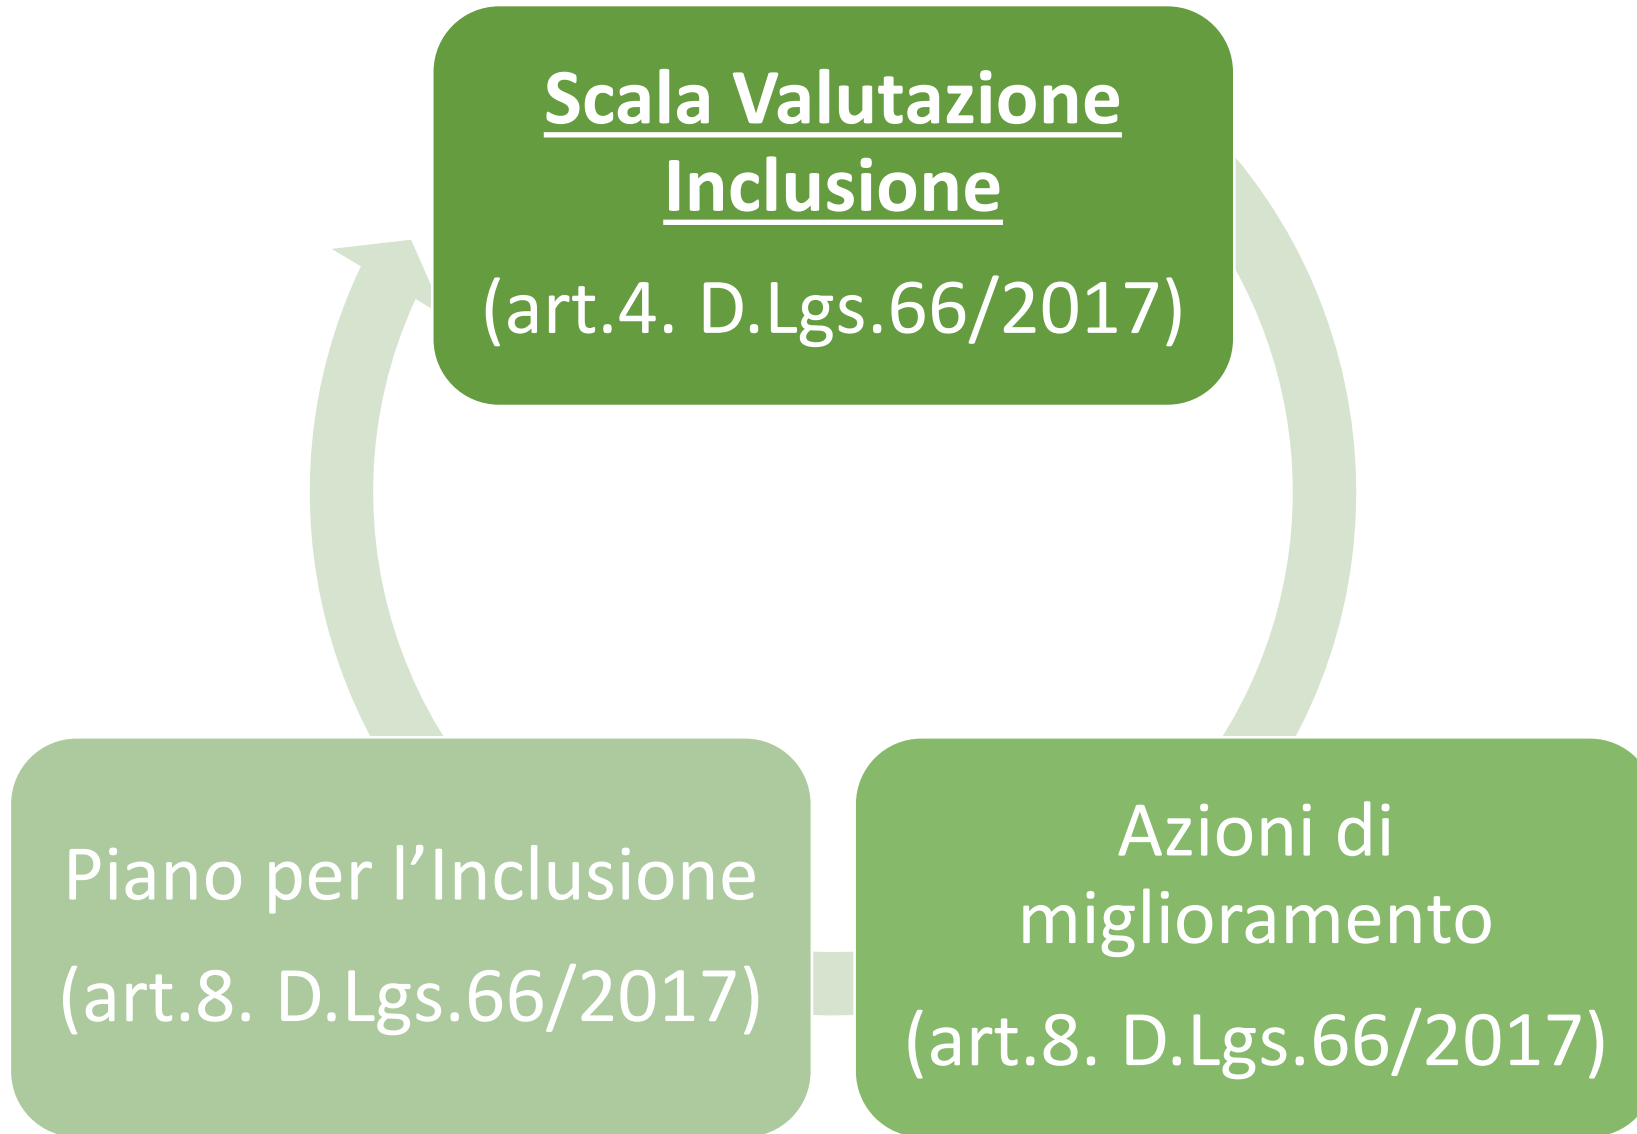 Scala Valutazione
Inclusione
(art.4. D.Lgs.66/2017)
Piano per l’Inclusione
(art.8. D.Lgs.66/2017)
Azioni di
miglioramento
(art.8. D.Lgs.66/2017)